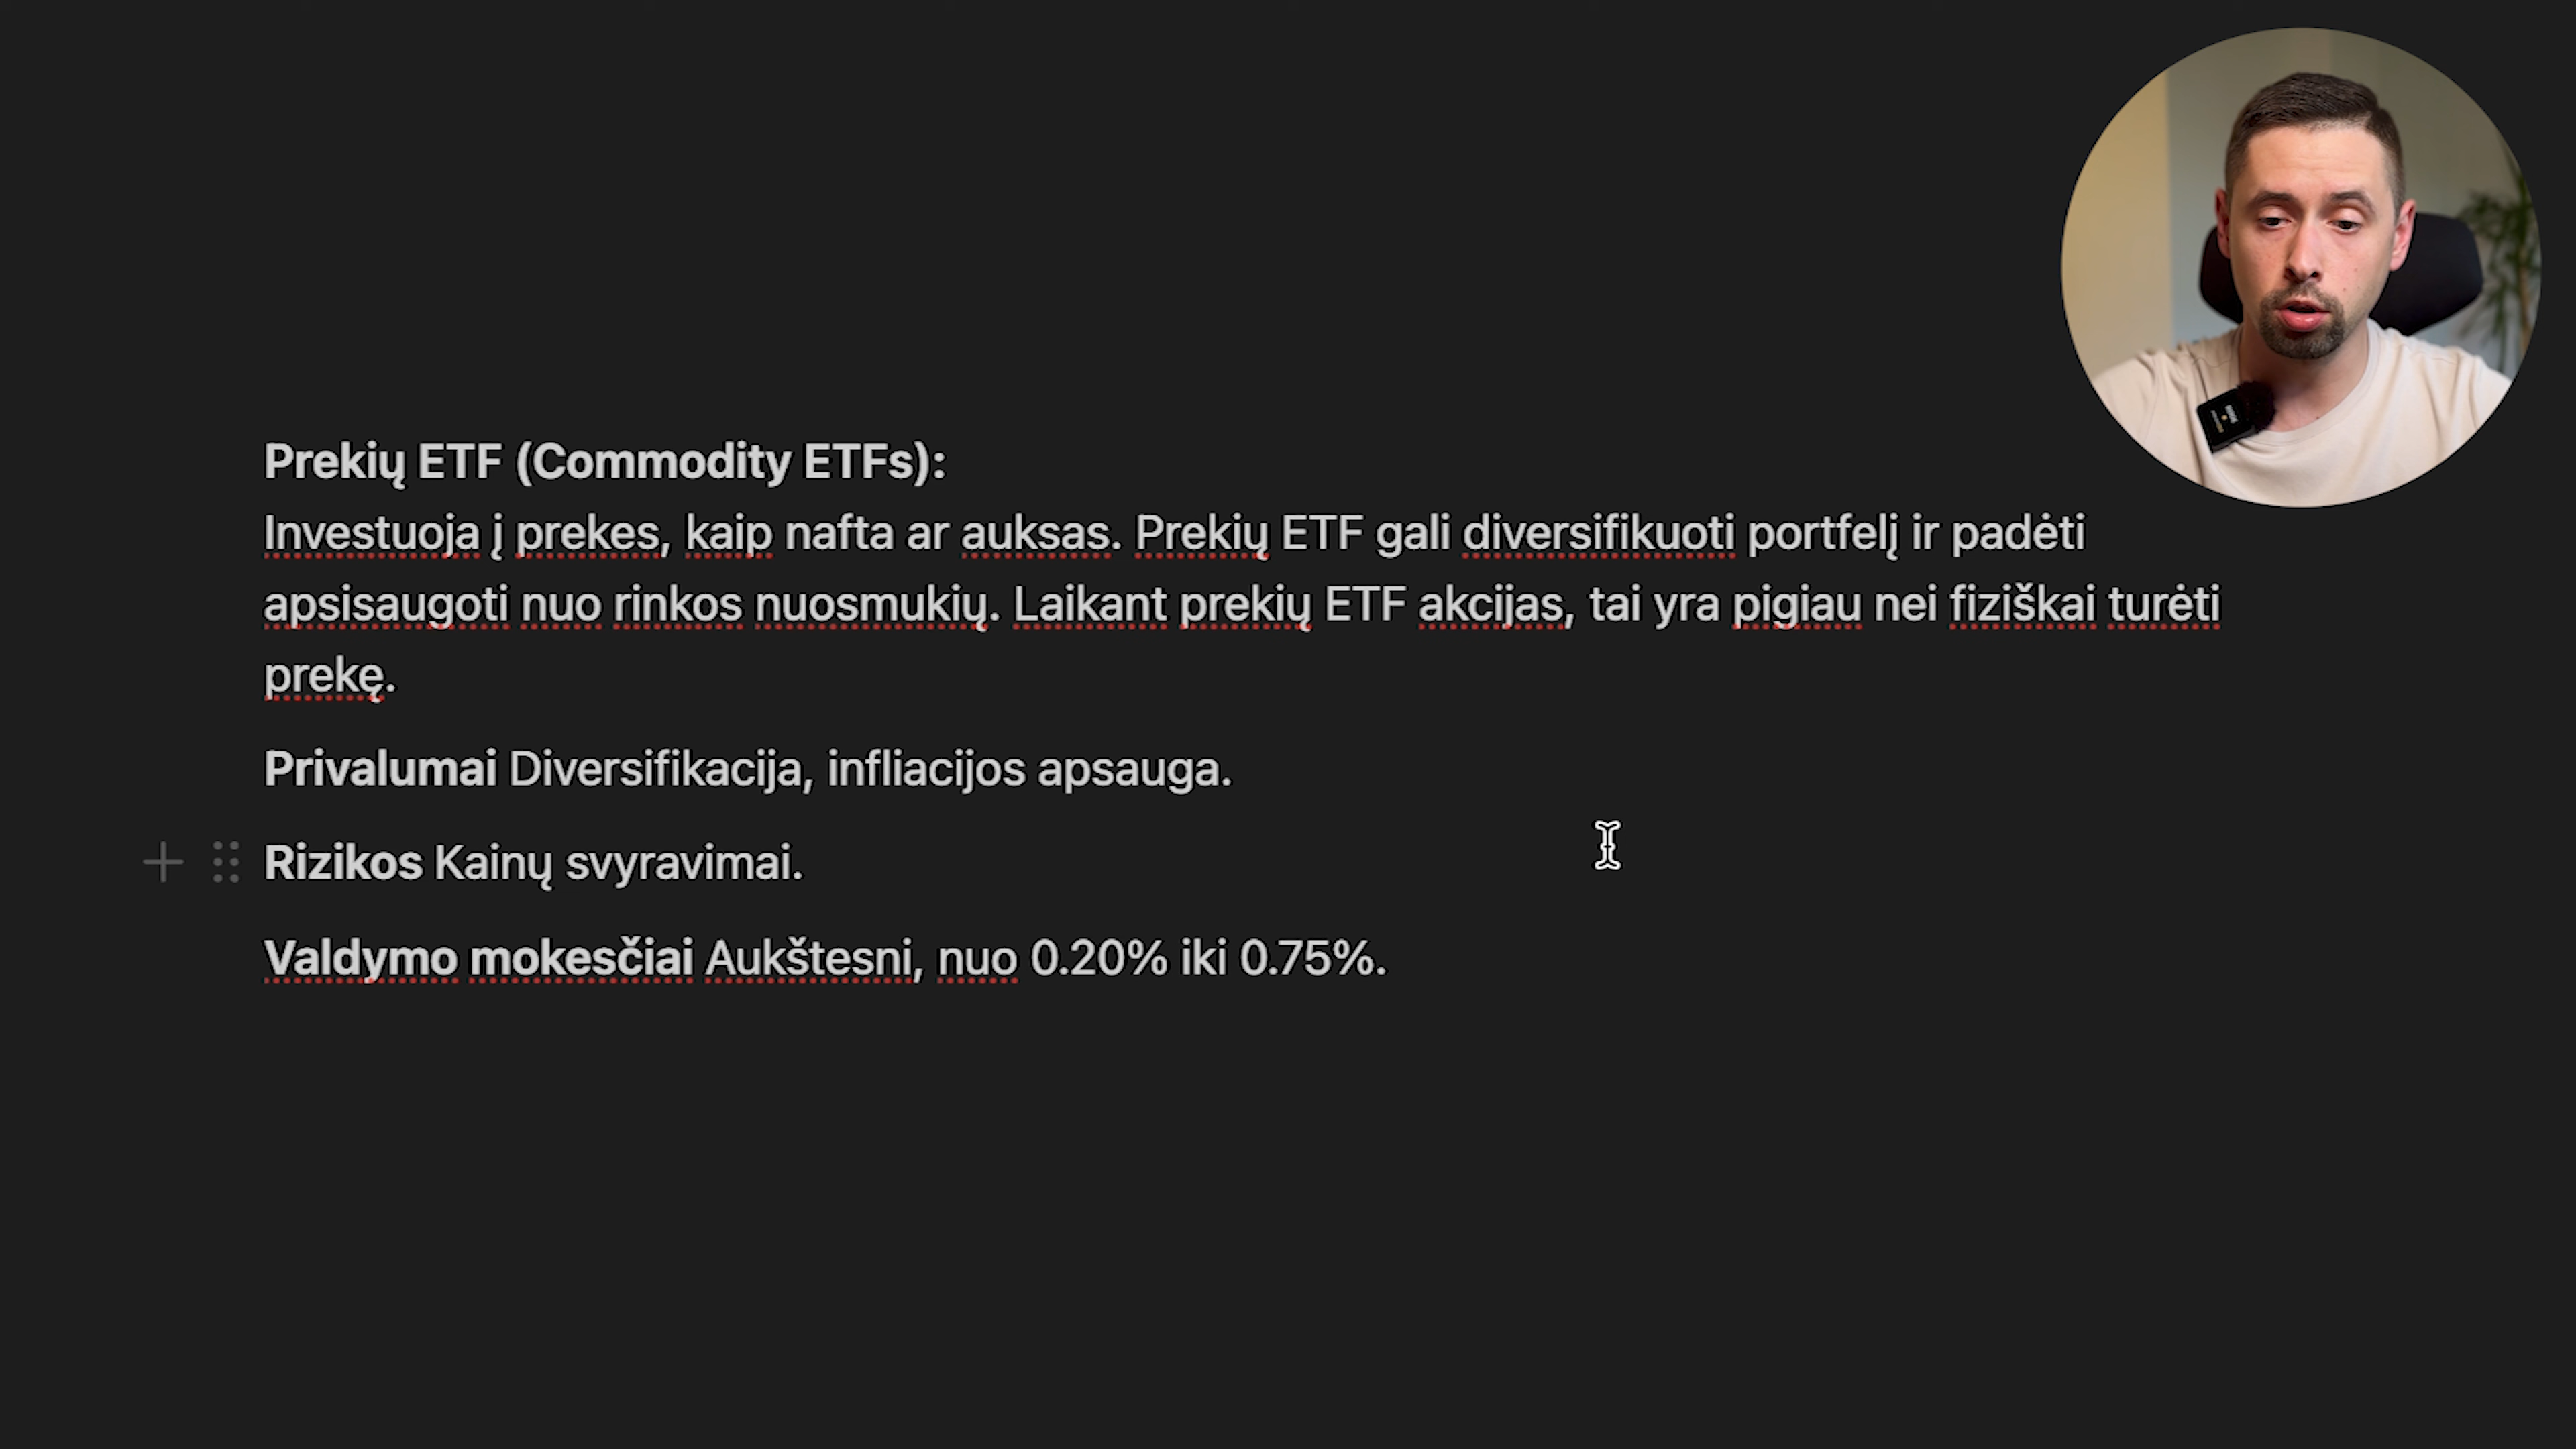 Prekių ETF (Commodity ETFs):
Investuoja į prekes, kaip nafta ar auksas. Prekių ETF gali diversifikuoti portfelį ir padėti
apsisaugoti nuo rinkos nuosmukių. Laikant prekių ETF akcijas, tai yra pigiau nei fiziškai turėti
prekę.
Privalumai Diversifikacija, infliacijos apsauga.
Rizikos Kainų svyravimai.
Valdymo mokesčiai Aukštesni, nuo 0.20% iki 0.75%.